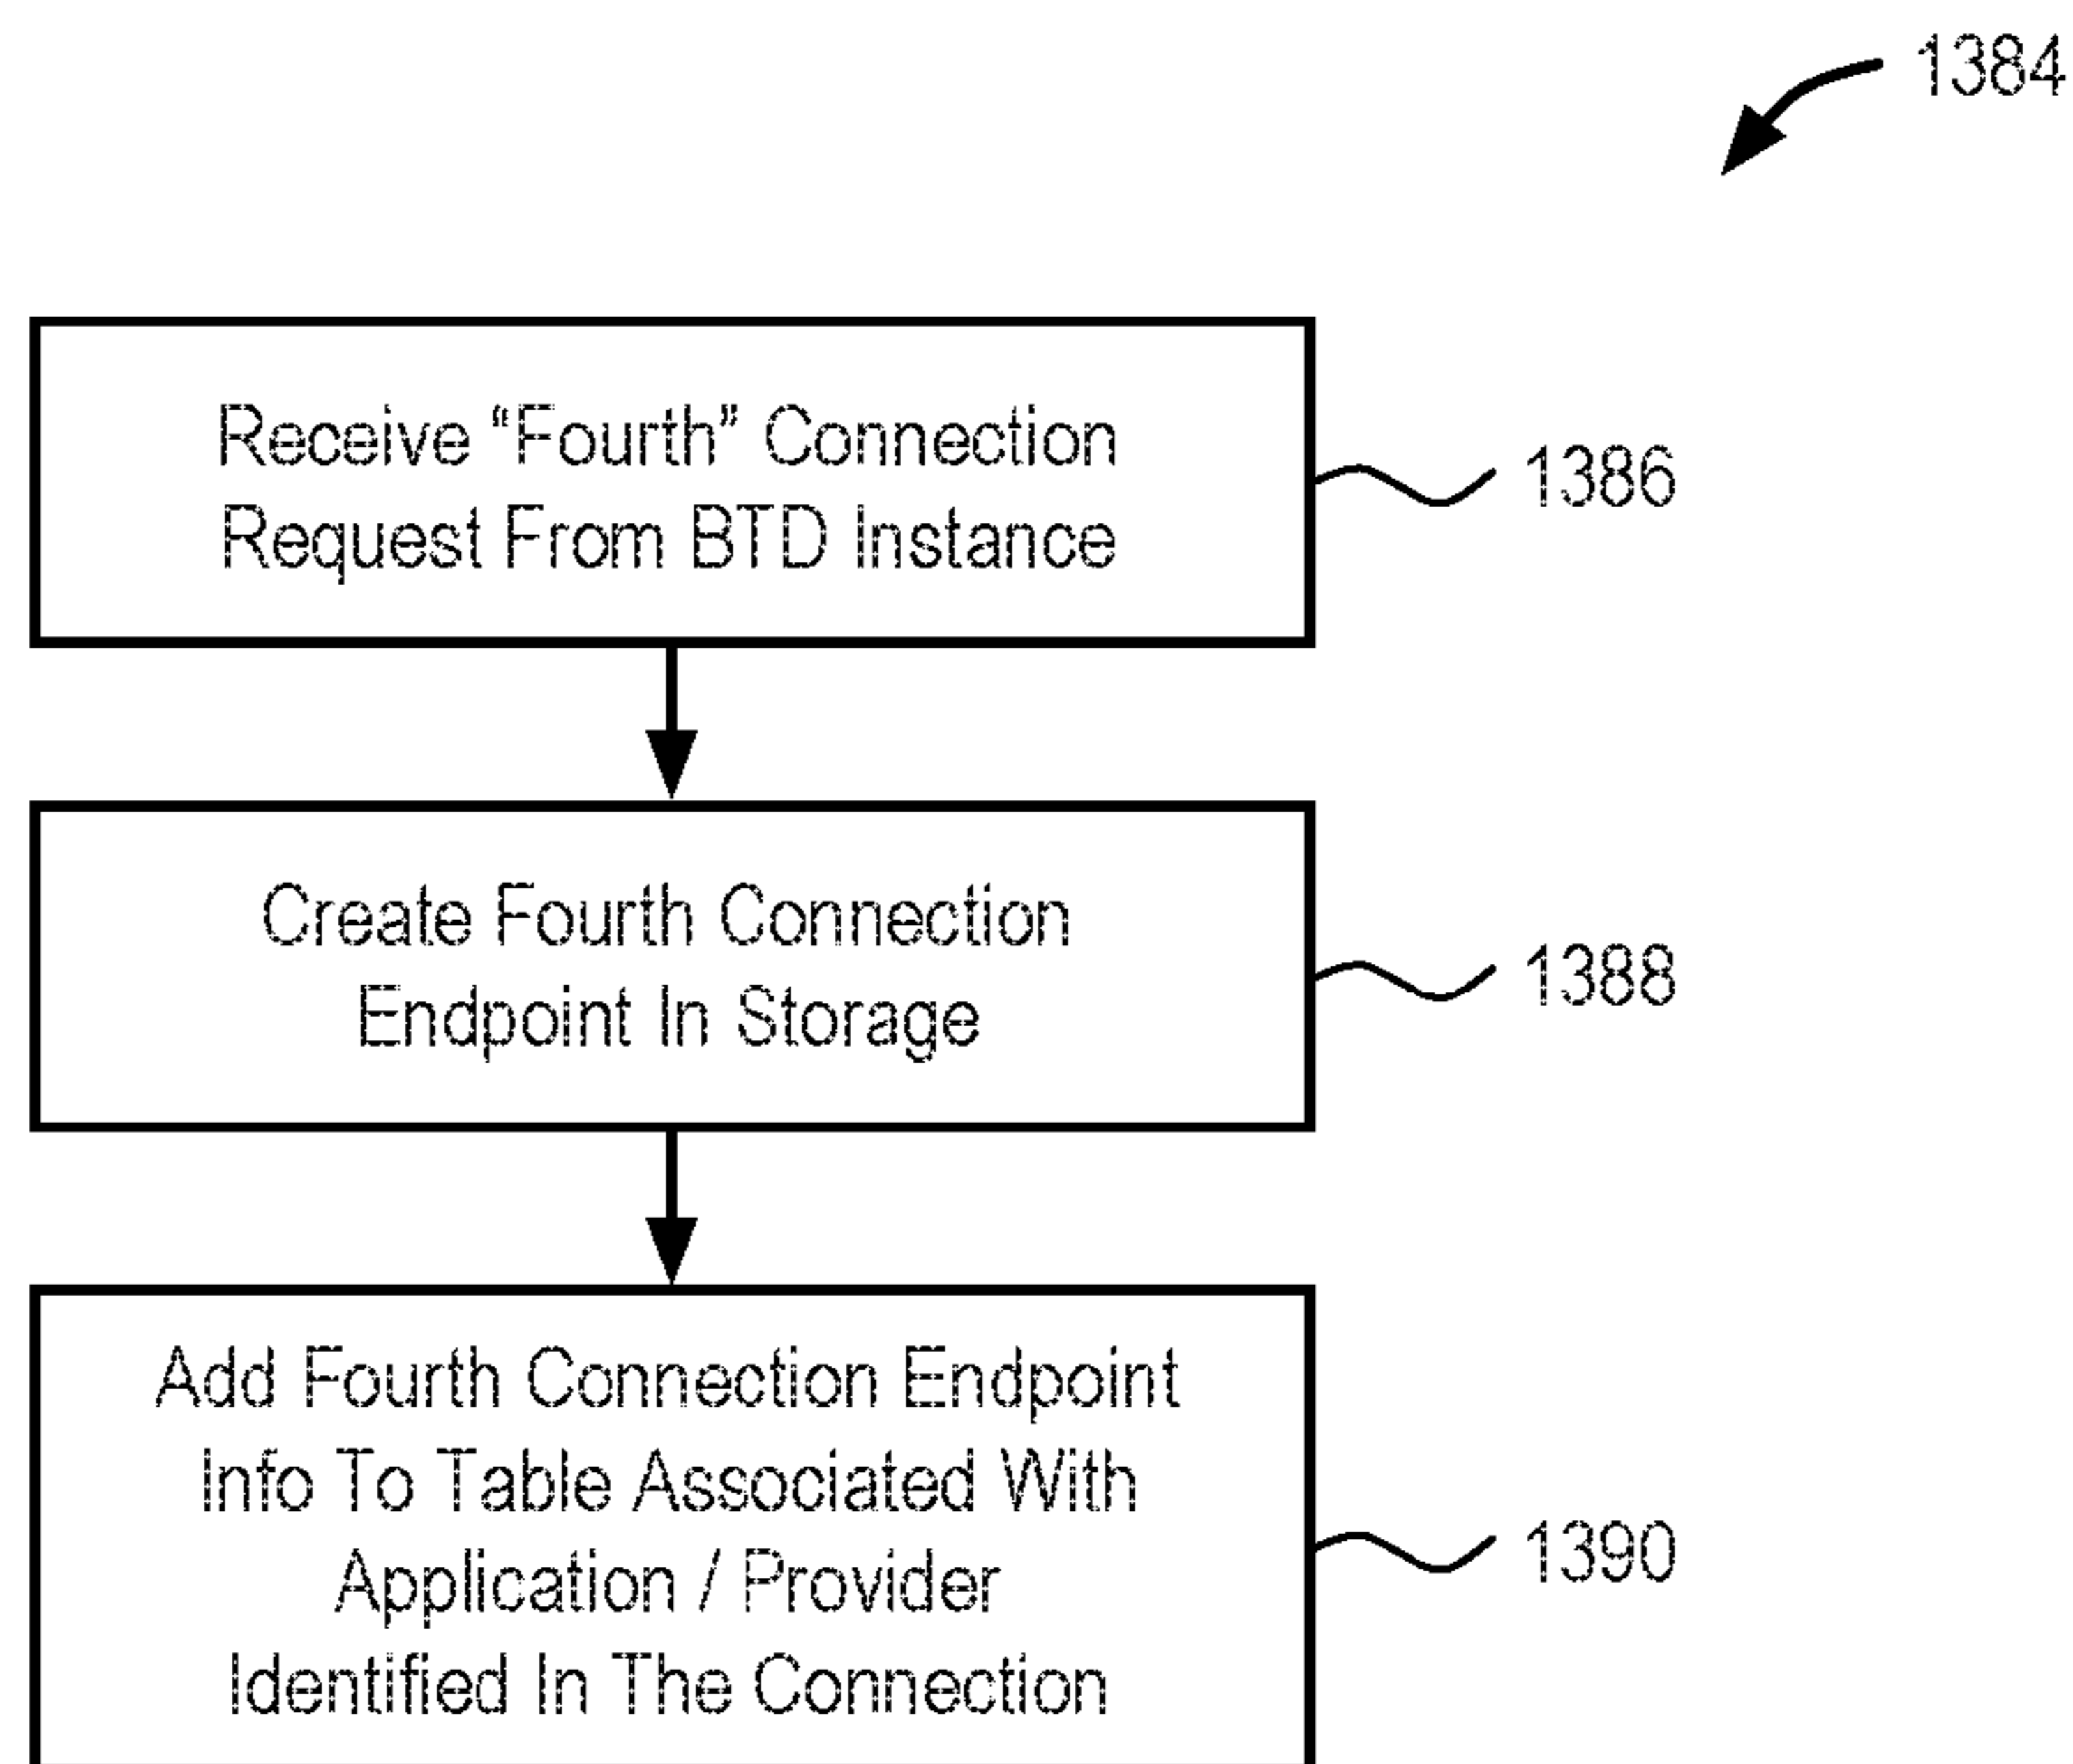 1384
Receive “Fourth” Connection
Request From BTD Instance
1386
Create Fourth Connection
Endpoint In Storage
1388
Add Fourth Connection Endpoint
Info To Table Associated With
Application / Provider
Identified In The Connection
1390